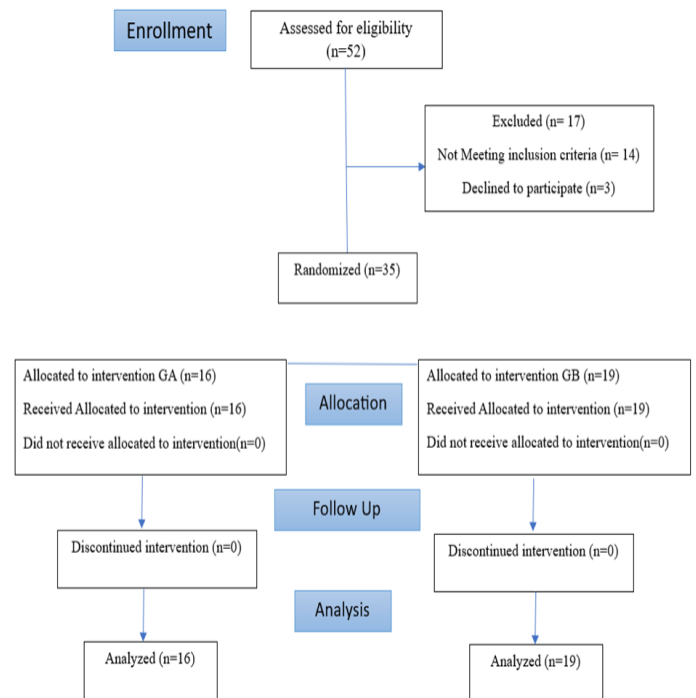 Enrollment
Assessed for eligibility
(n=52)
Excluded (n= 17)
Not Meeting inclusion criteria (n= 14)
Declined to participate (n=3)
Randomized (n=35)
Allocated to intervention GA (n=16)
Received Allocated to intervention (n=16)
Did not receive allocated to intervention(n=0)
Allocation
Allocated to intervention GB (n=19)
Received Allocated to intervention (n=19)
Did not receive allocated to intervention(n=0)
Follow Up
Discontinued intervention (n=0)
Discontinued intervention (n=0)
Analysis
Analyzed (n=16)
Analyzed (n=19)